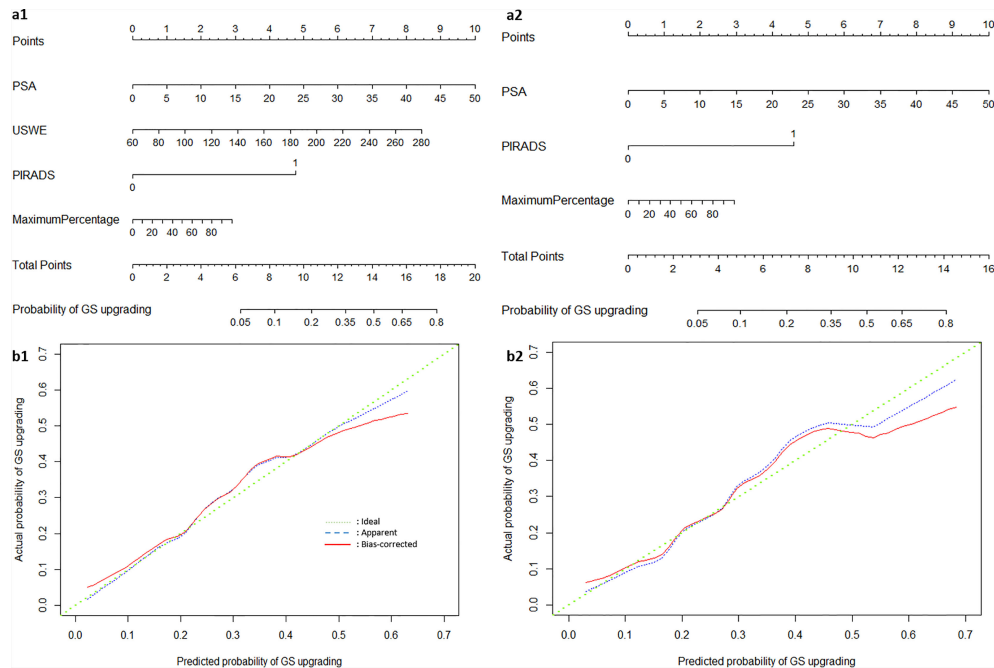 a1
0 1 2 3 4 5 6 7 8 9 10
Points
PSA
0 5 10 15 20 25 30 35 40 45 50
USWE
60 80 100 120 140 160 180 200 220 240 260 280
1
PIRADS
0
MaximumPercentage
0 20 40 60 80
Total Points
0 2 4 6 8 10 12 14 16 18 20
Probability of GS upgrading
0.05 0.1 0.2 0.35 0.5 0.65 0.8
a2
0 1 2 3 4 5 6 7 8 9 10
Points
PSA
0 5 10 15 20 25 30 35 40 45 50
1
PIRADS
0
MaximumPercentage
0 20 40 60 80
Total Points
0 2 4 6 8 10 12 14 16
Probability of GS upgrading
0.05 0.1 0.2 0.35 0.5 0.65 0.8
b1
Actual probability of GS upgrading
0.7
0.6
0.5
0.4
0.3
0.2
0.1
0.0
: Ideal
: Apparent
: Bias-corrected
0.0 0.1 0.2 0.3 0.4 0.5 0.6 0.7
Predicted probability of GS upgrading
b2
Actual probability of GS upgrading
0.7
0.6
0.5
0.4
0.3
0.2
0.1
0.0
0.0 0.1 0.2 0.3 0.4 0.5 0.6 0.7
Predicted probability of GS upgrading